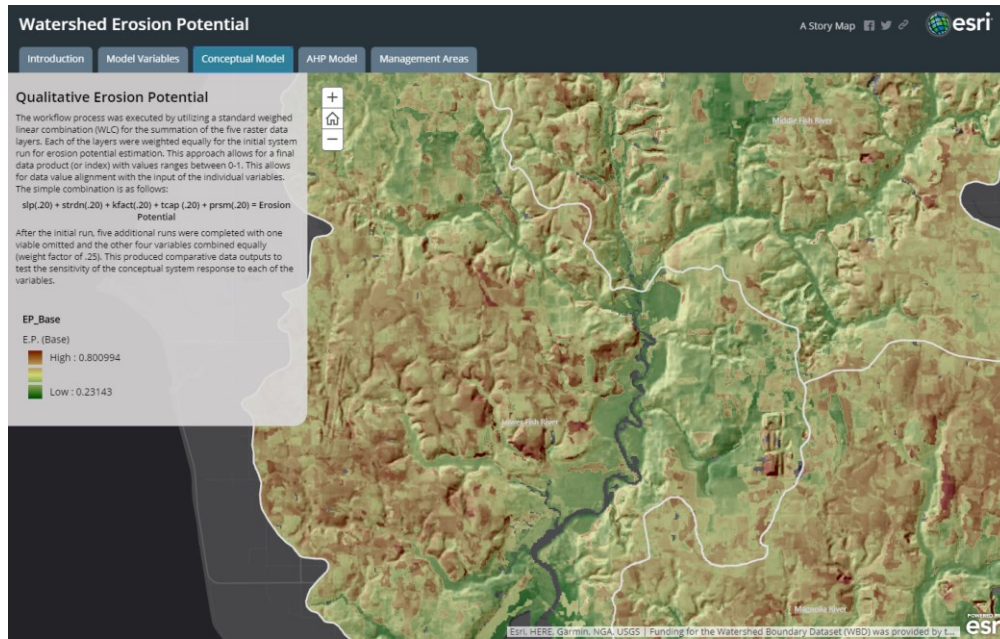 Watershed Erosion Potential
A Story Map
esri
Introduction
Model Variables
Conceptual Model
AHP Model
Management Areas
Qualitative Erosion Potential
The workflow process was executed by utilizing a standard weighed
linear combination (WLC) for the summation of the five raster data
layers. Each of the layers were weighted equally for the initial system
run for erosion potential estimation. This approach allows for a final
data product (or index) with values ranges between 0-1. This allows
for data value alignment with the input of the individual variables.
The simple combination is as follows:
slp(.20) + strdn(.20) + kfact(.20) + tcap (.20) + prsm(.20) = Erosion
Potential
After the initial run, five additional runs were completed with one
viable omitted and the other four variables combined equally
(weight factor of .25). This produced comparative data outputs to
test the sensitivity of the conceptual system response to each of the
variables.
EP_Base
E.P. (Base)
High : 0.800994
Low : 0.23143
Middle Fish River
Lower Fish River
Magnolia River
Esri, HERE, Garmin, NGA, USGS | Funding for the Watershed Boundary Dataset (WBD) was provided by t...
POWERED BY
esri